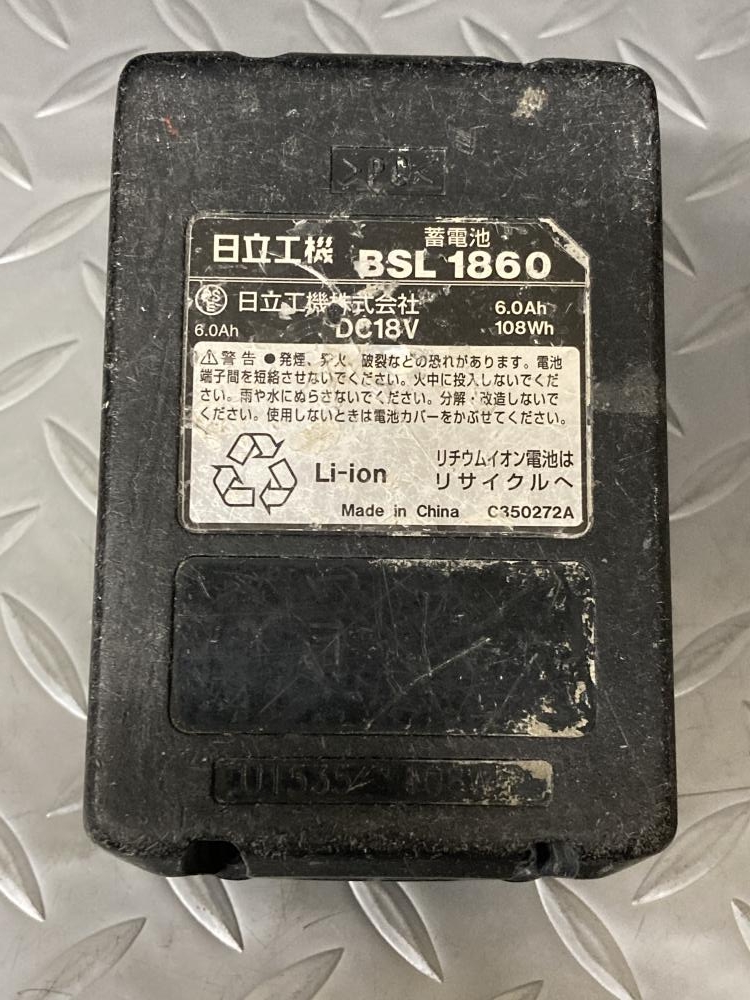 >PC<
日立工機 蓄電池
BSL 1860
PSE 日立工機株式会社 6.0Ah
6.0Ah DC18V 108Wh
⚠警告 ●発煙、発火、破裂などの恐れがあります。電池
端子間を短絡させないでください。火中に投入しないでくだ
さい。雨や水にぬらさないでください。分解・改造しないで
ください。使用しないときは電池カバーをかぶせてください。
Li-ion リチウムイオン電池は
リサイクルへ
Made in China C350272A